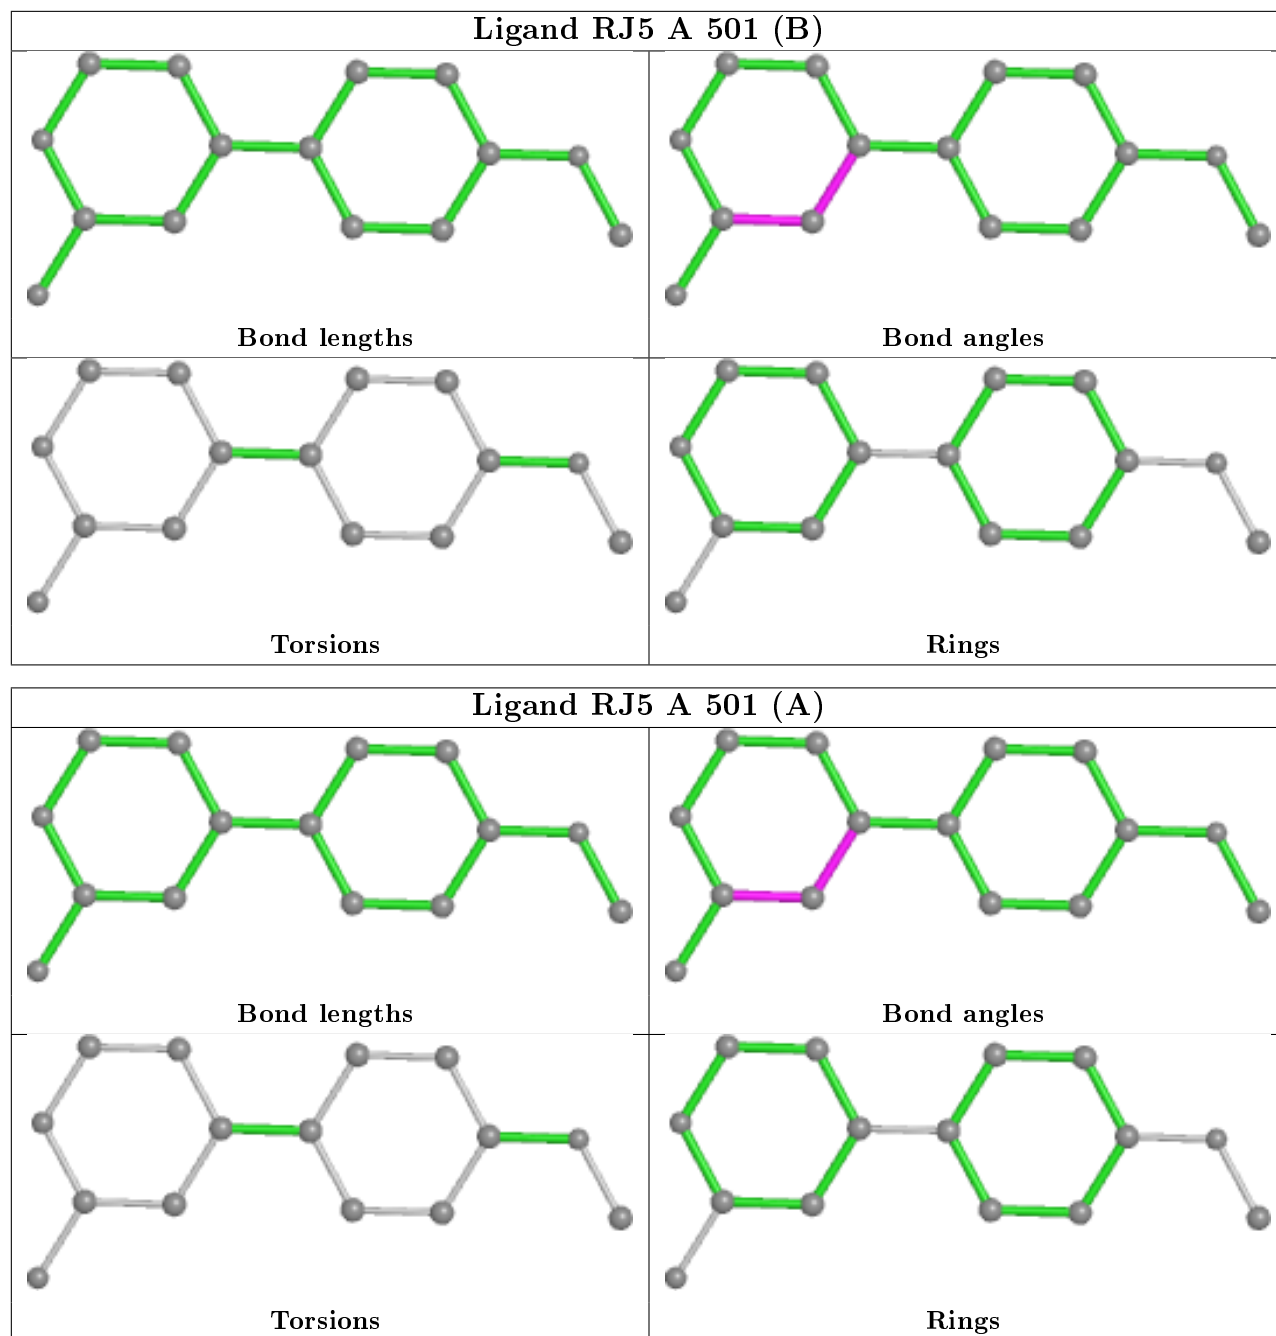 Ligand RJ5 A 501 (B)
Bond lengths
Bond angles
Torsions
Rings
Ligand RJ5 A 501 (A)
Bond lengths
Bond angles
Torsions
Rings